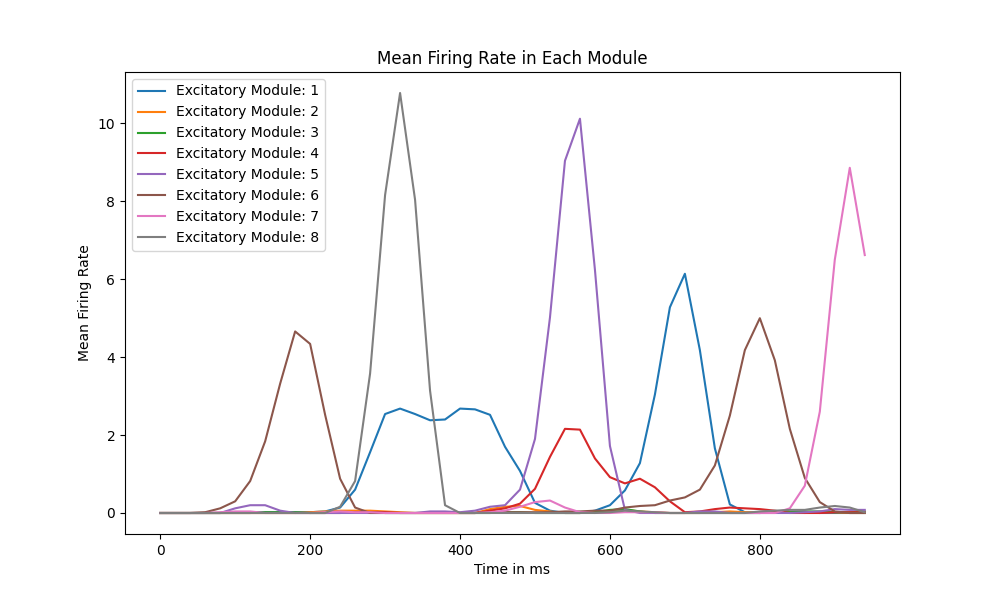 Mean Firing Rate in Each Module
Excitatory Module: 1
Excitatory Module: 2
Excitatory Module: 3
Excitatory Module: 4
Excitatory Module: 5
Excitatory Module: 6
Excitatory Module: 7
Excitatory Module: 8
Mean Firing Rate
10
8
6
4
2
0
0 200 400 600 800
Time in ms